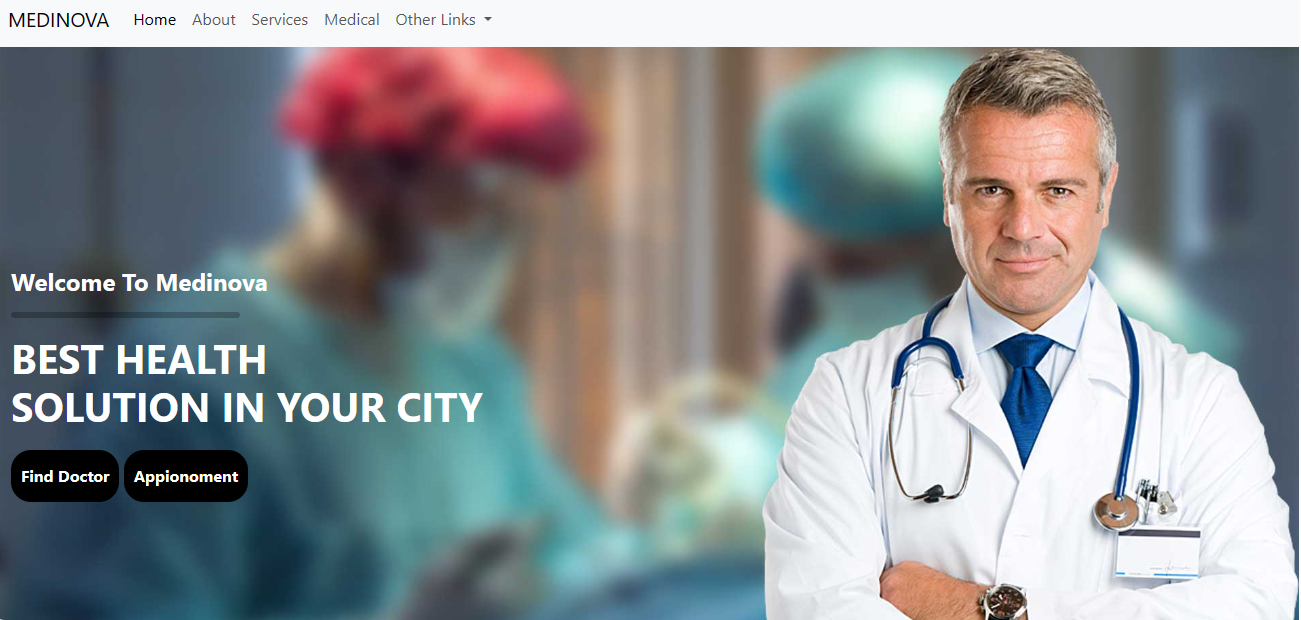 MEDINOVA Home About Services Medical Other Links
Welcome To Medinova
BEST HEALTH
SOLUTION IN YOUR CITY
Find Doctor Appionoment